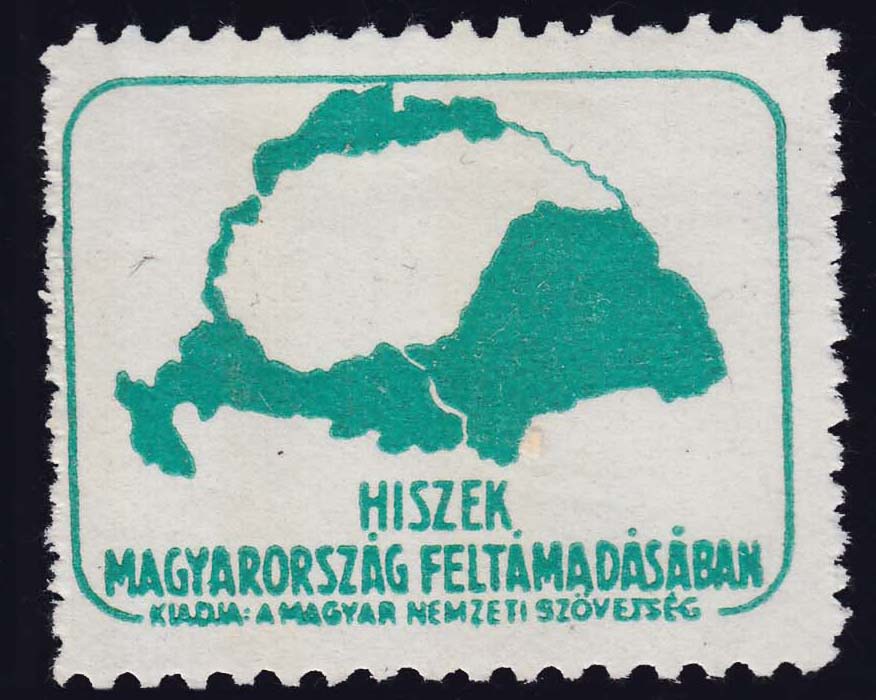 HISZEK
MAGYARORSZÁG FELTÁMADÁSÁBAN
KIADJA: A MAGYAR NEMZETI SZÖVETSÉG